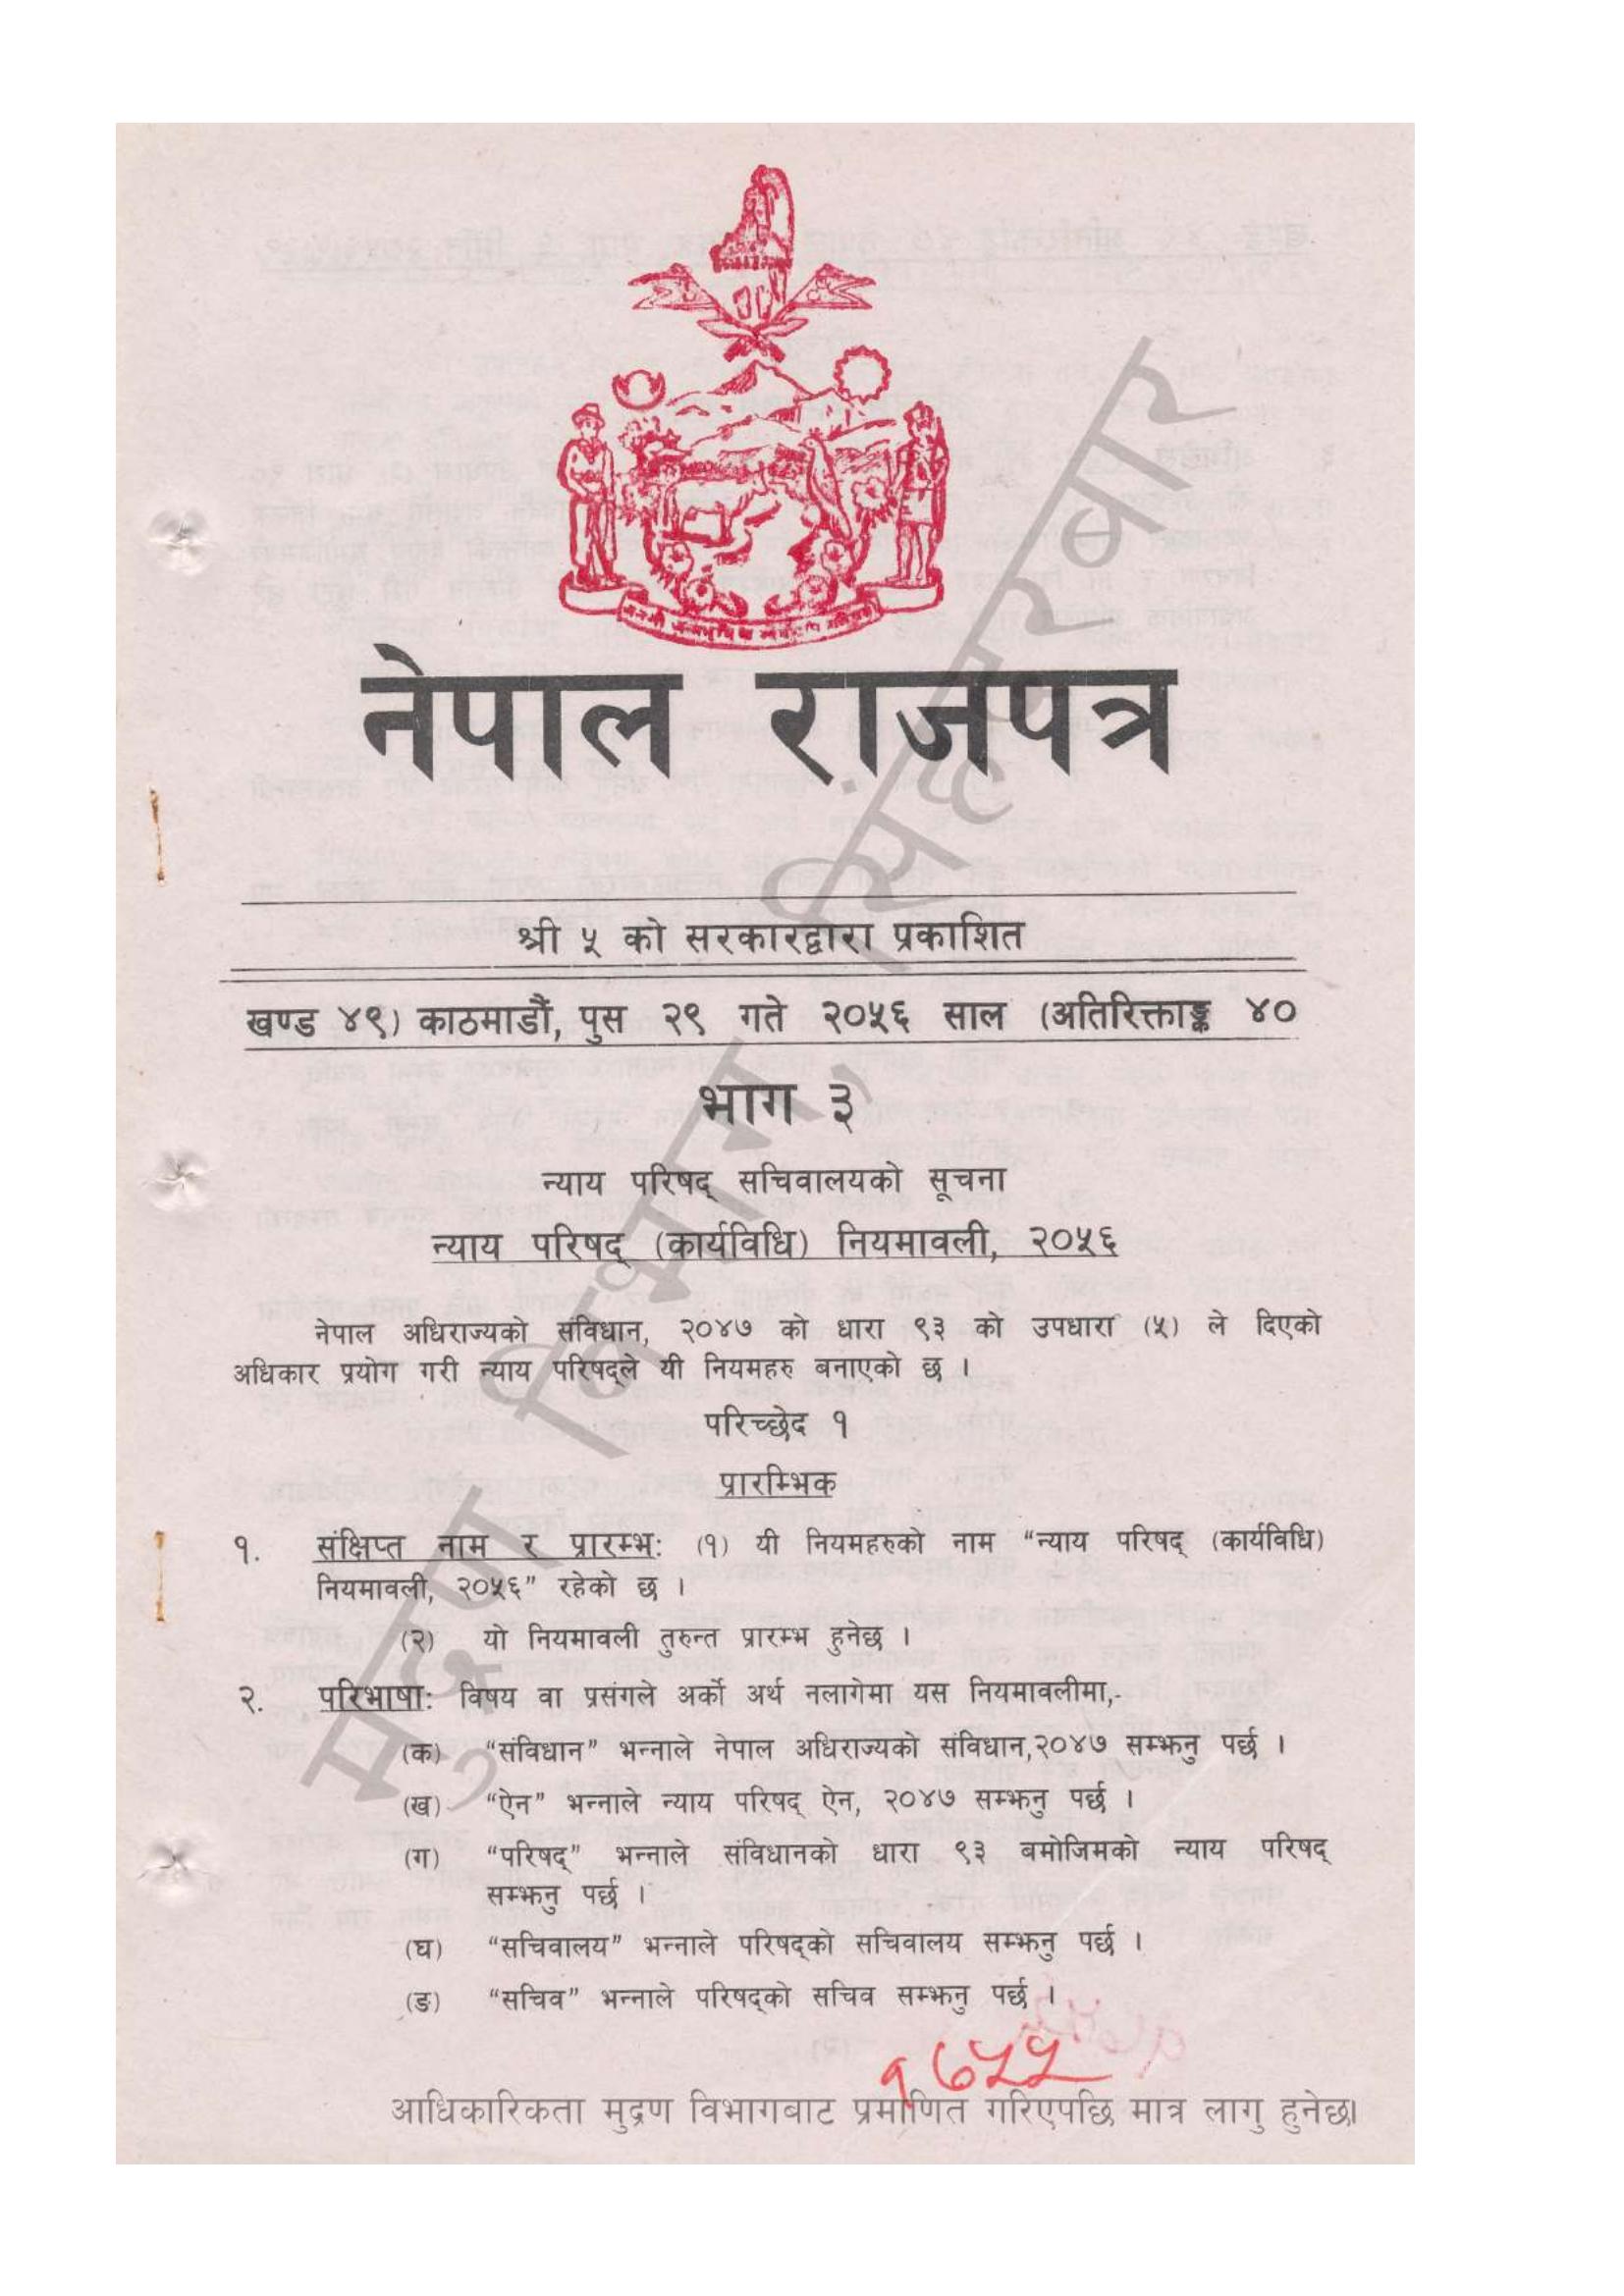 नेपाल राजपत्र
श्री ५ को सरकारद्वारा प्रकाशित
खण्ड ४९) काठमाडौं, पुस २९ गते २०५६ साल (अतिरिक्ताङ्क ४०
भाग ३
न्याय परिषद् सचिवालयको सूचना
न्याय परिषद् (कार्यविधि) नियमावली, २०५६
नेपाल अधिराज्यको संविधान, २०४७ को धारा ९३ को उपधारा (५) ले दिएको
अधिकार प्रयोग गरी न्याय परिषद्ले यी नियमहरु बनाएको छ ।
परिच्छेद १
प्रारम्भिक
१. संक्षिप्त नाम र प्रारम्भ: (१) यी नियमहरुको नाम “न्याय परिषद् (कार्यविधि)
नियमावली, २०५६” रहेको छ ।
(२) यो नियमावली तुरुन्त प्रारम्भ हुनेछ ।
२. परिभाषा: विषय वा प्रसंगले अर्को अर्थ नलागेमा यस नियमावलीमा,-
(क) “संविधान” भन्नाले नेपाल अधिराज्यको संविधान,२०४७ सम्झनु पर्छ ।
(ख) “ऐन” भन्नाले न्याय परिषद् ऐन, २०४७ सम्झनु पर्छ ।
(ग) “परिषद्” भन्नाले संविधानको धारा ९३ बमोजिमको न्याय परिषद्
सम्झनु पर्छ ।
(घ) “सचिवालय” भन्नाले परिषद्को सचिवालय सम्झनु पर्छ ।
(ङ) “सचिव” भन्नाले परिषद्को सचिव सम्झनु पर्छ ।
१७५५
आधिकारिकता मुद्रण विभागबाट प्रमाणित गरिएपछि मात्र लागु हुनेछ।
मुद्रण विभाग, सिंहदरवार